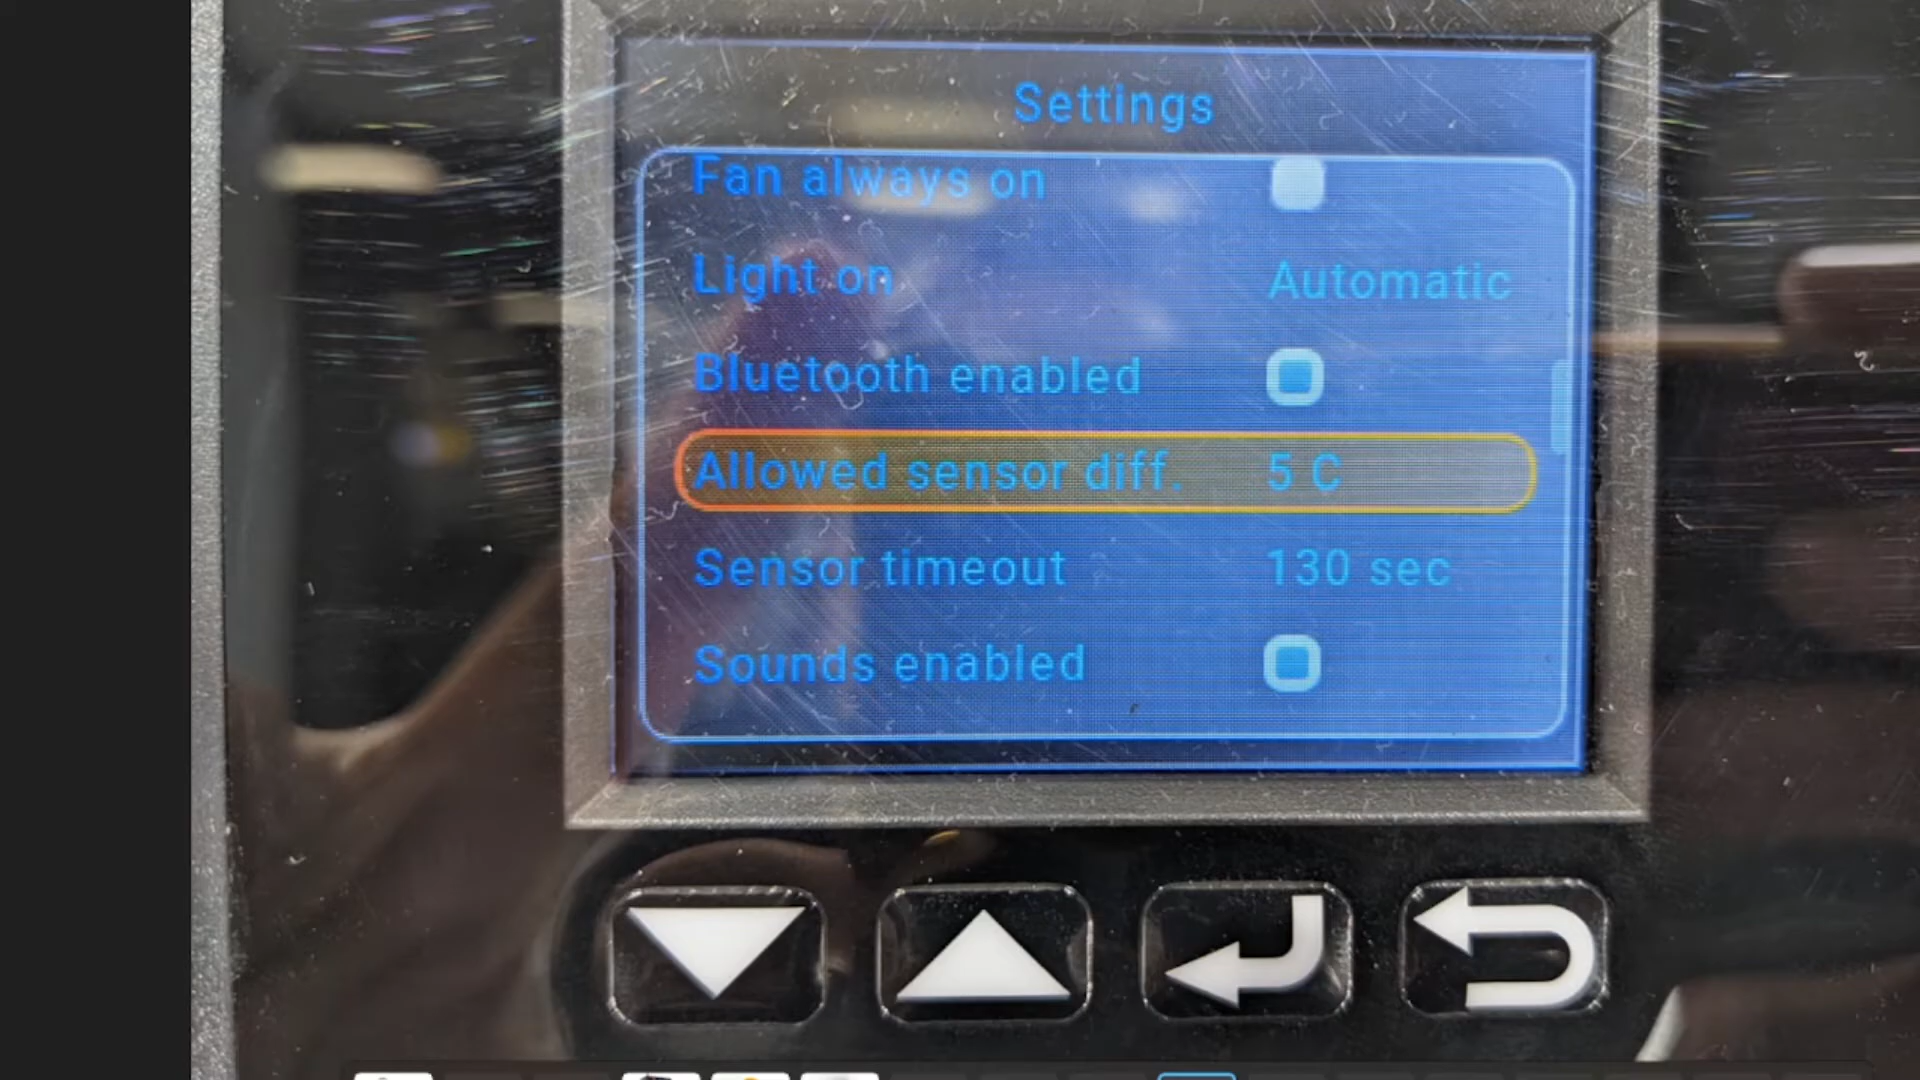 Settings
Fan always on
Light on Automatic
Bluetooth enabled
Allowed sensor diff. 5 C
Sensor timeout 130 sec
Sounds enabled